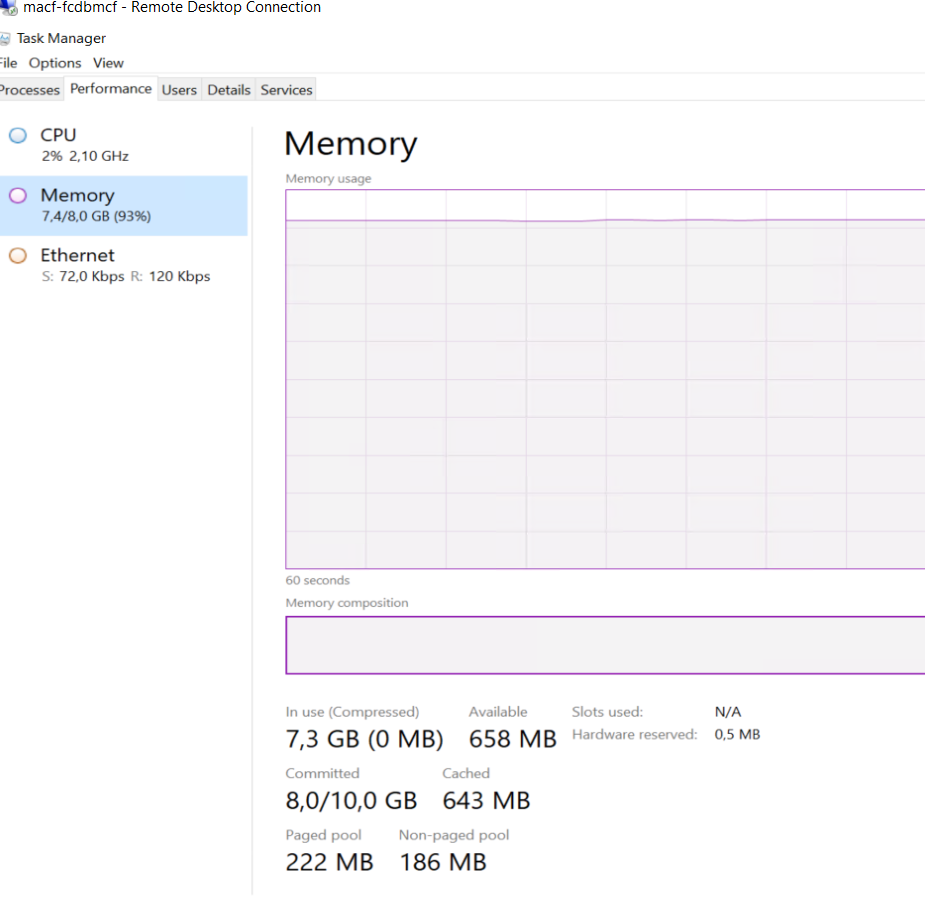 macf-fcdbmcf - Remote Desktop Connection
Task Manager
File Options View
Processes Performance Users Details Services
CPU
2% 2,10 GHz
Memory
7,4/8,0 GB (93%)
Ethernet
S: 72,0 Kbps R: 120 Kbps
Memory
Memory usage
60 seconds
Memory composition
In use (Compressed) Available Slots used: N/A
7,3 GB (0 MB) 658 MB Hardware reserved: 0,5 MB
Committed Cached
8,0/10,0 GB 643 MB
Paged pool Non-paged pool
222 MB 186 MB